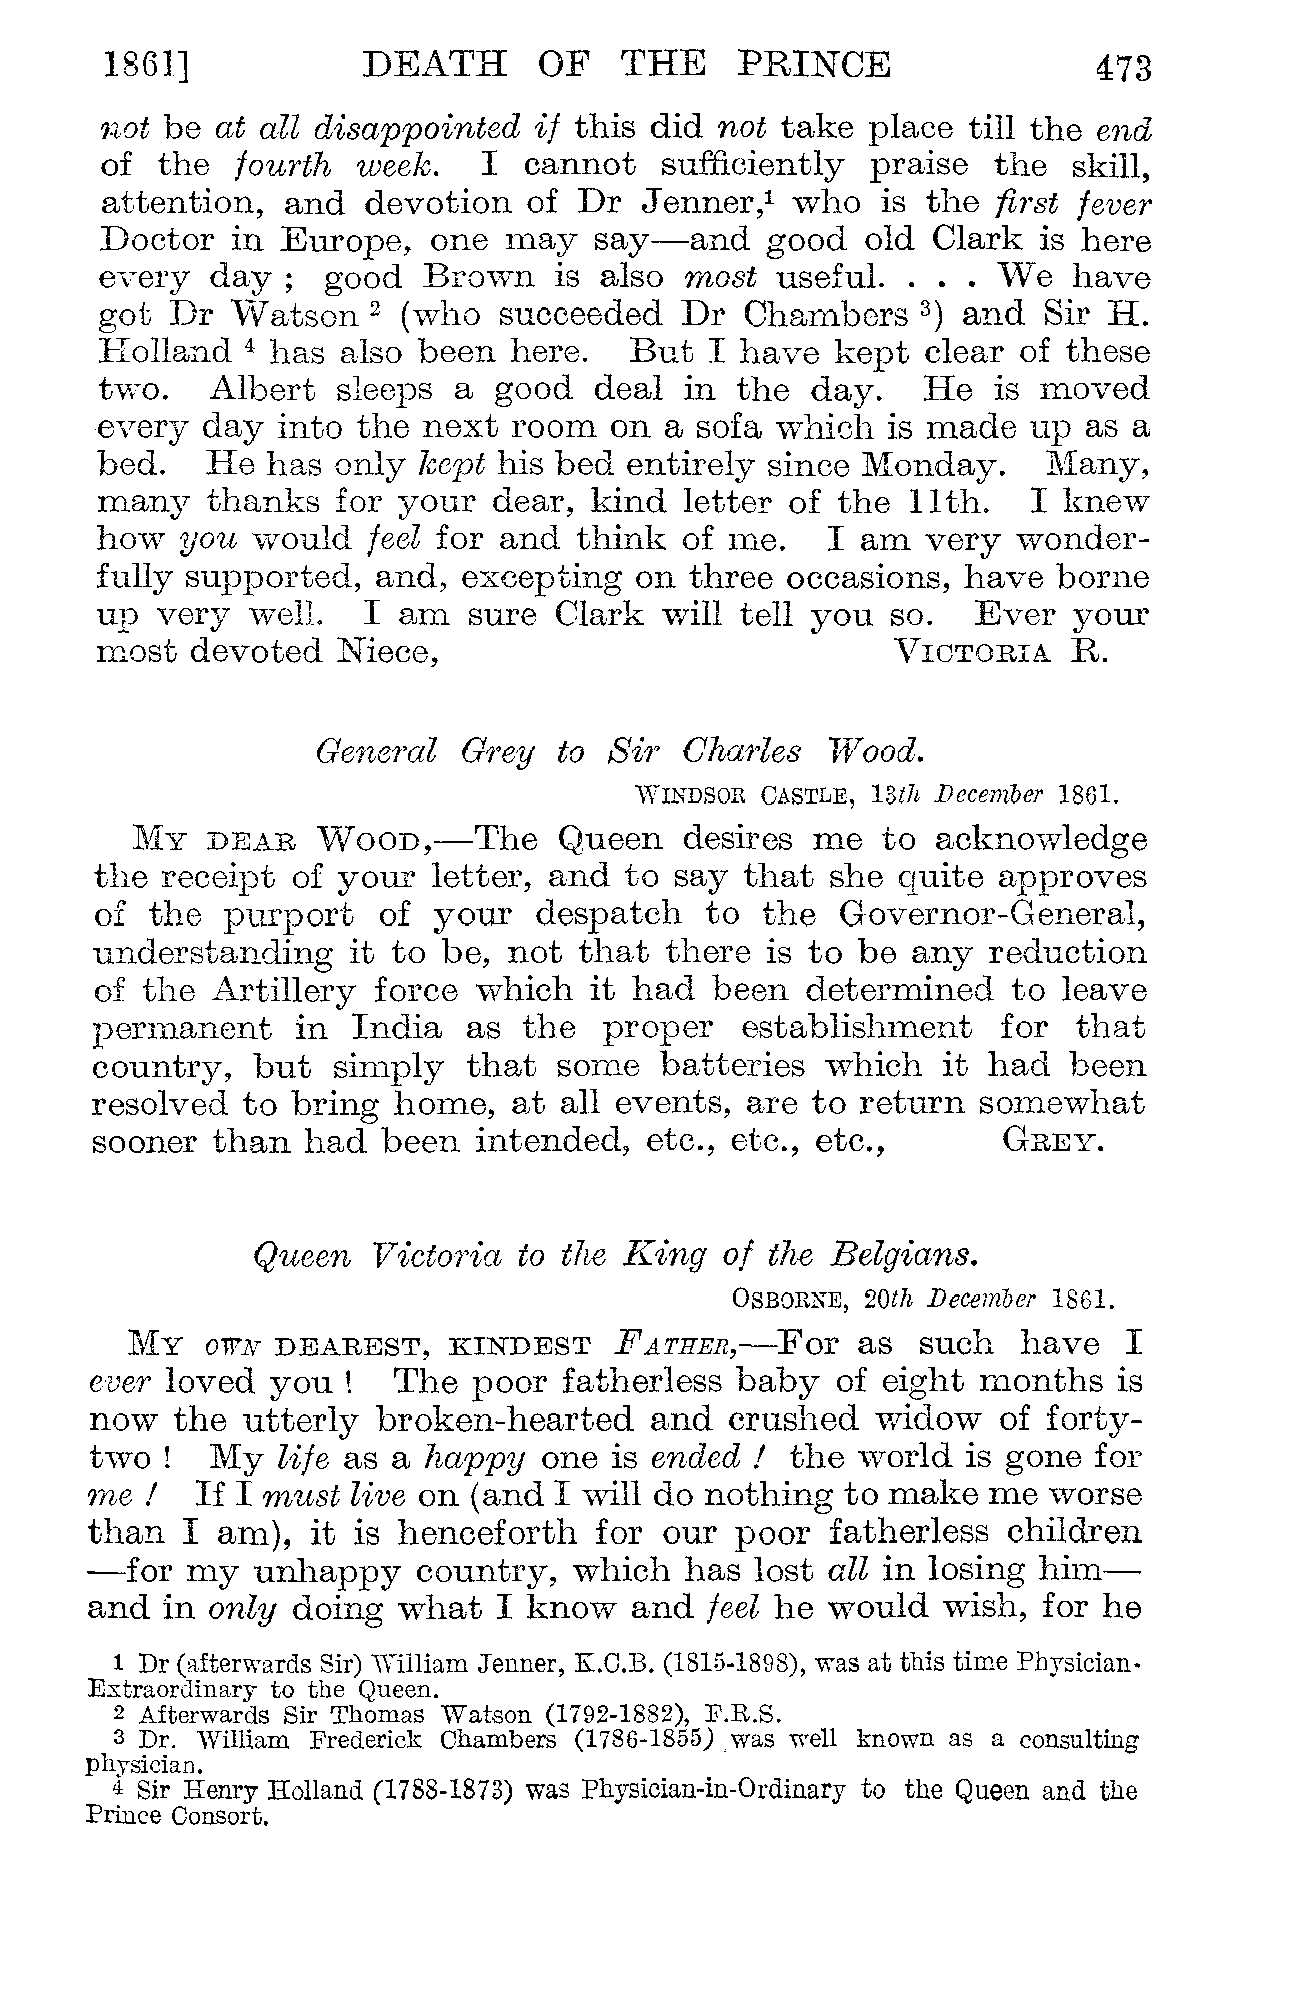 1861] DEATH OF THE PRINCE 473
not be at all disappointed if this did not take place till the end
of the fourth week. I cannot sufficiently praise the skill,
attention, and devotion of Dr Jenner,¹ who is the first fever
Doctor in Europe, one may say—and good old Clark is here
every day ; good Brown is also most useful. . . . We have
got Dr Watson ² (who succeeded Dr Chambers ³) and Sir H.
Holland ⁴ has also been here. But I have kept clear of these
two. Albert sleeps a good deal in the day. He is moved
every day into the next room on a sofa which is made up as a
bed. He has only kept his bed entirely since Monday. Many,
many thanks for your dear, kind letter of the 11th. I knew
how you would feel for and think of me. I am very wonder-
fully supported, and, excepting on three occasions, have borne
up very well. I am sure Clark will tell you so. Ever your
most devoted Niece, VICTORIA R.
General Grey to Sir Charles Wood.
WINDSOR CASTLE, 13th December 1861.
MY DEAR WOOD,—The Queen desires me to acknowledge
the receipt of your letter, and to say that she quite approves
of the purport of your despatch to the Governor-General,
understanding it to be, not that there is to be any reduction
of the Artillery force which it had been determined to leave
permanent in India as the proper establishment for that
country, but simply that some batteries which it had been
resolved to bring home, at all events, are to return somewhat
sooner than had been intended, etc., etc., etc., GREY.
Queen Victoria to the King of the Belgians.
OSBORNE, 20th December 1861.
MY OWN DEAREST, KINDEST FATHER,—For as such have I
ever loved you ! The poor fatherless baby of eight months is
now the utterly broken-hearted and crushed widow of forty-
two ! My life as a happy one is ended ! the world is gone for
me ! If I must live on (and I will do nothing to make me worse
than I am), it is henceforth for our poor fatherless children
—for my unhappy country, which has lost all in losing him—
and in only doing what I know and feel he would wish, for he
1 Dr (afterwards Sir) William Jenner, K.C.B. (1815-1898), was at this time Physician-
Extraordinary to the Queen.
2 Afterwards Sir Thomas Watson (1792-1882), F.R.S.
3 Dr. William Frederick Chambers (1786-1855) was well known as a consulting
physician.
4 Sir Henry Holland (1788-1873) was Physician-in-Ordinary to the Queen and the
Prince Consort.